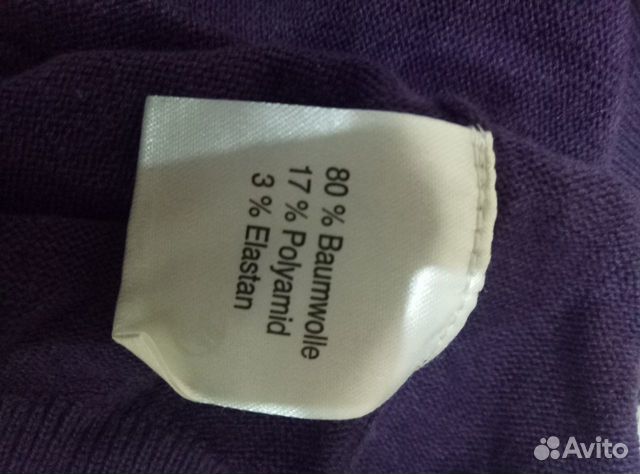 80 % Baumwolle
17 % Polyamid
3 % Elastan
Avito